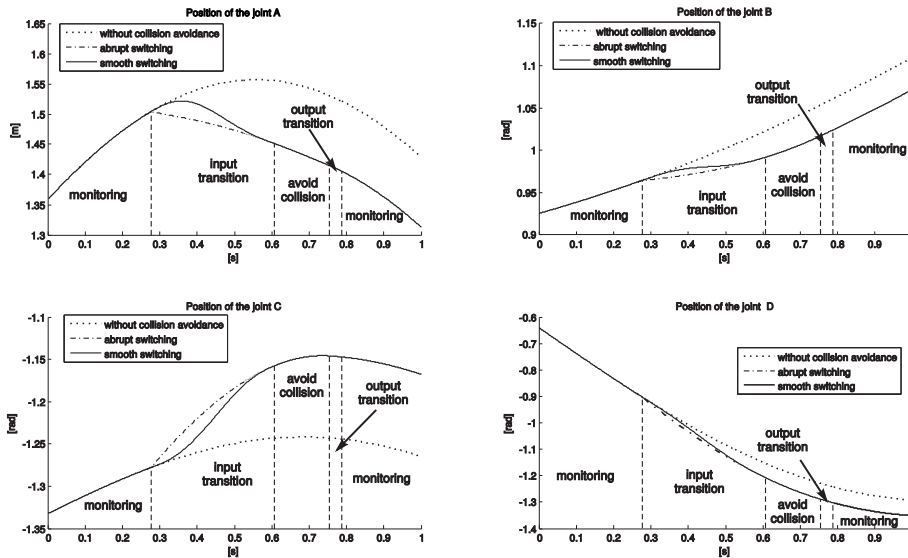 Position of the joint A
1.65
1.6
1.55
1.5
1.45
1.4
1.35
1.3
[m]
without collision avoidance
abrupt switching
smooth switching
output
transition
input
transition
avoid
collision
monitoring
monitoring
0 0.1 0.2 0.3 0.4 0.5 0.6 0.7 0.8 0.9 1
[s]
Position of the joint B
1.15
1.1
1.05
1
0.95
0.9
[rad]
without collision avoidance
abrupt switching
smooth switching
output
transition
input
transition
avoid
collision
monitoring
monitoring
0 0.1 0.2 0.3 0.4 0.5 0.6 0.7 0.8 0.9
[s]
Position of the joint C
-1.1
-1.15
-1.2
-1.25
-1.3
-1.35
[rad]
without collision avoidance
abrupt switching
smooth switching
avoid
collision
output
transition
input
transition
monitoring
monitoring
0 0.1 0.2 0.3 0.4 0.5 0.6 0.7 0.8 0.9 1
[s]
Position of the joint D
-0.6
-0.7
-0.8
-0.9
-1
-1.1
-1.2
-1.3
-1.4
[rad]
without collision avoidance
abrupt switching
smooth switching
output
transition
monitoring
input
transition
avoid
collision
monitoring
0 0.1 0.2 0.3 0.4 0.5 0.6 0.7 0.8 0.9
[s]